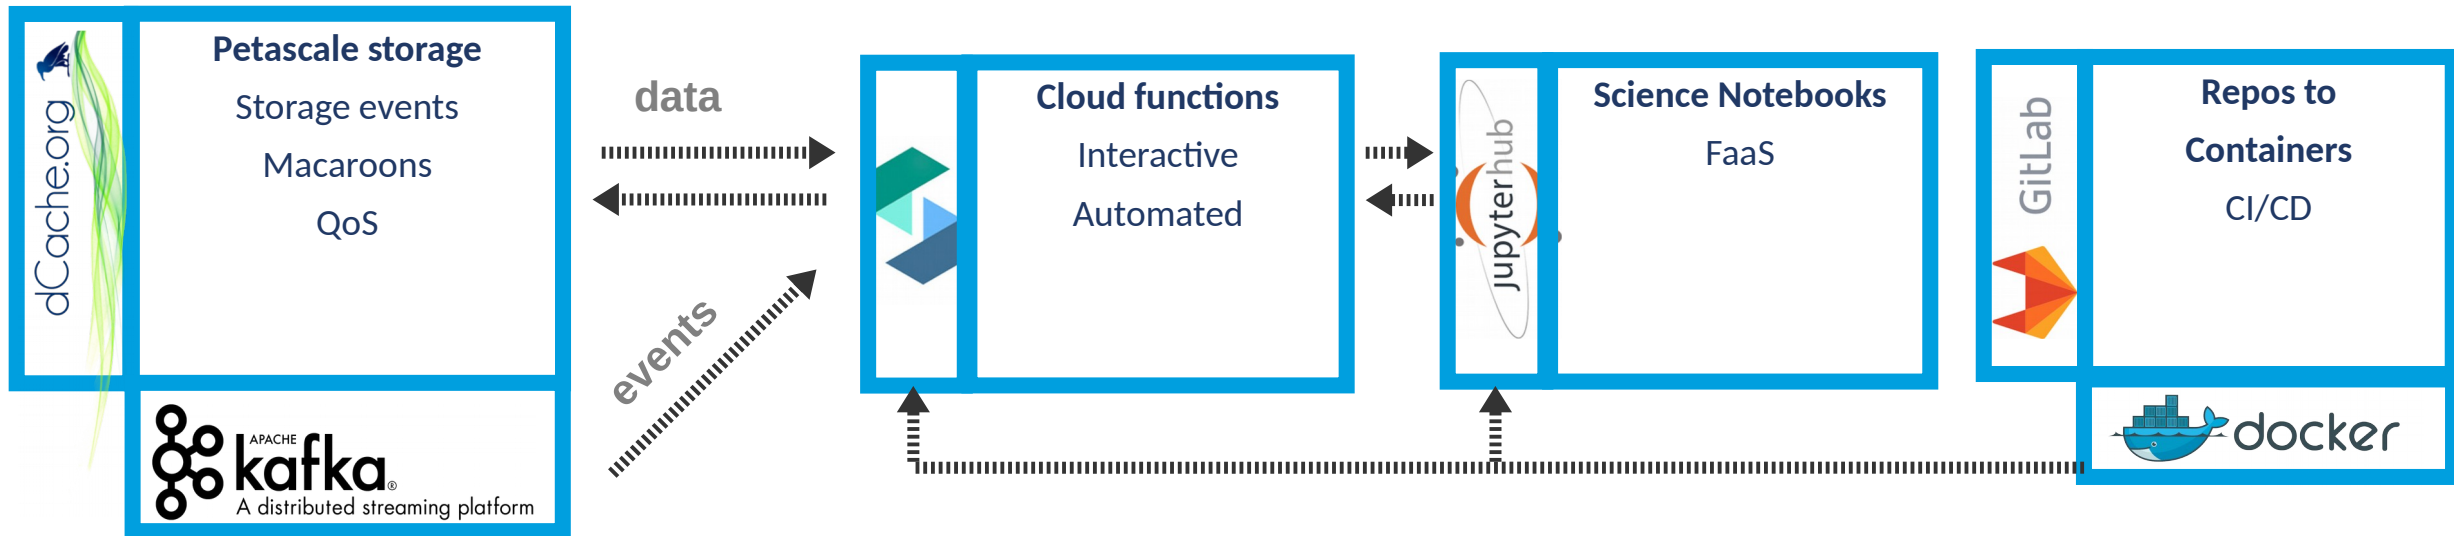 dCache.org
Petascale storage
Storage events
Macaroons
QoS
APACHE
kafka®
A distributed streaming platform
data
events
Cloud functions
Interactive
Automated
jupyterhub
Science Notebooks
FaaS
GitLab
Repos to
Containers
CI/CD
docker